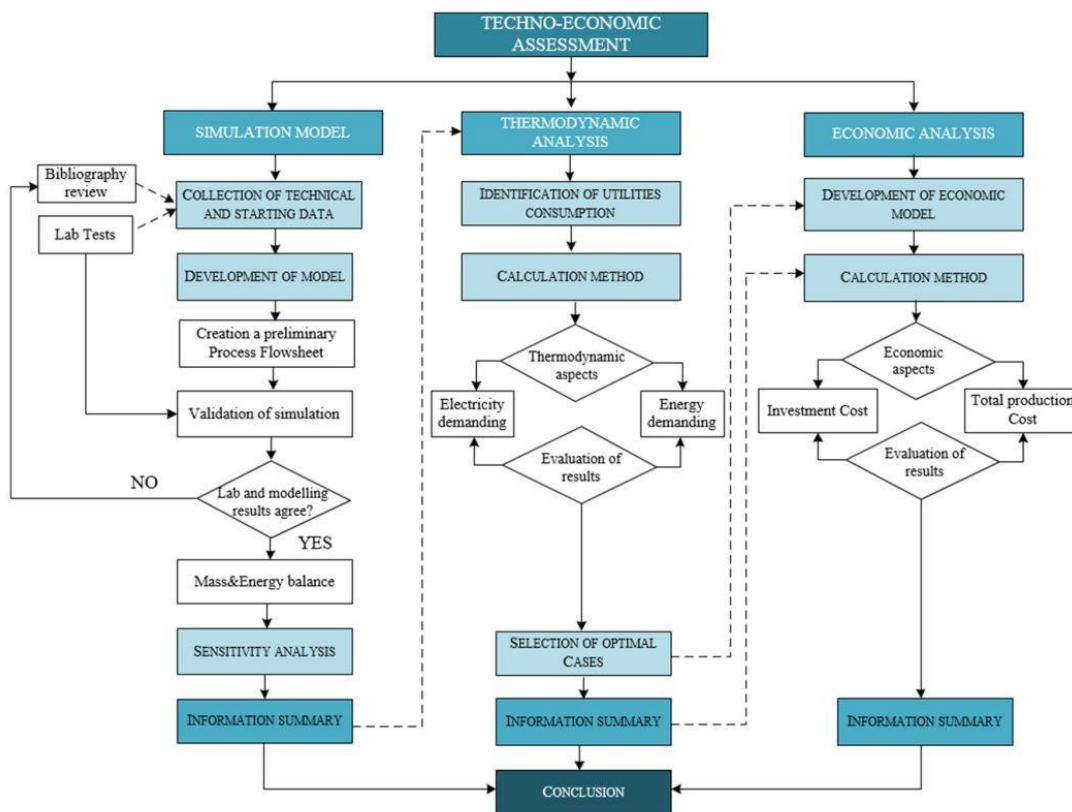 TECHNO-ECONOMIC
ASSESSMENT
SIMULATION MODEL
Bibliography
review
COLLECTION OF TECHNICAL
AND STARTING DATA
Lab Tests
DEVELOPMENT OF MODEL
Creation a preliminary
Process Flowsheet
Validation of simulation
NO
Lab and modelling
results agree?
YES
Mass&Energy balance
SENSITIVITY ANALYSIS
INFORMATION SUMMARY
THERMODYNAMIC
ANALYSIS
IDENTIFICATION OF UTILITIES
CONSUMPTION
CALCULATION METHOD
Thermodynamic
aspects
Electricity
demanding
Energy
demanding
Evaluation of
results
SELECTION OF OPTIMAL
CASES
INFORMATION SUMMARY
ECONOMIC ANALYSIS
DEVELOPMENT OF ECONOMIC
MODEL
CALCULATION METHOD
Economic
aspects
Investment Cost
Total production
Cost
Evaluation of
results
INFORMATION SUMMARY
CONCLUSION